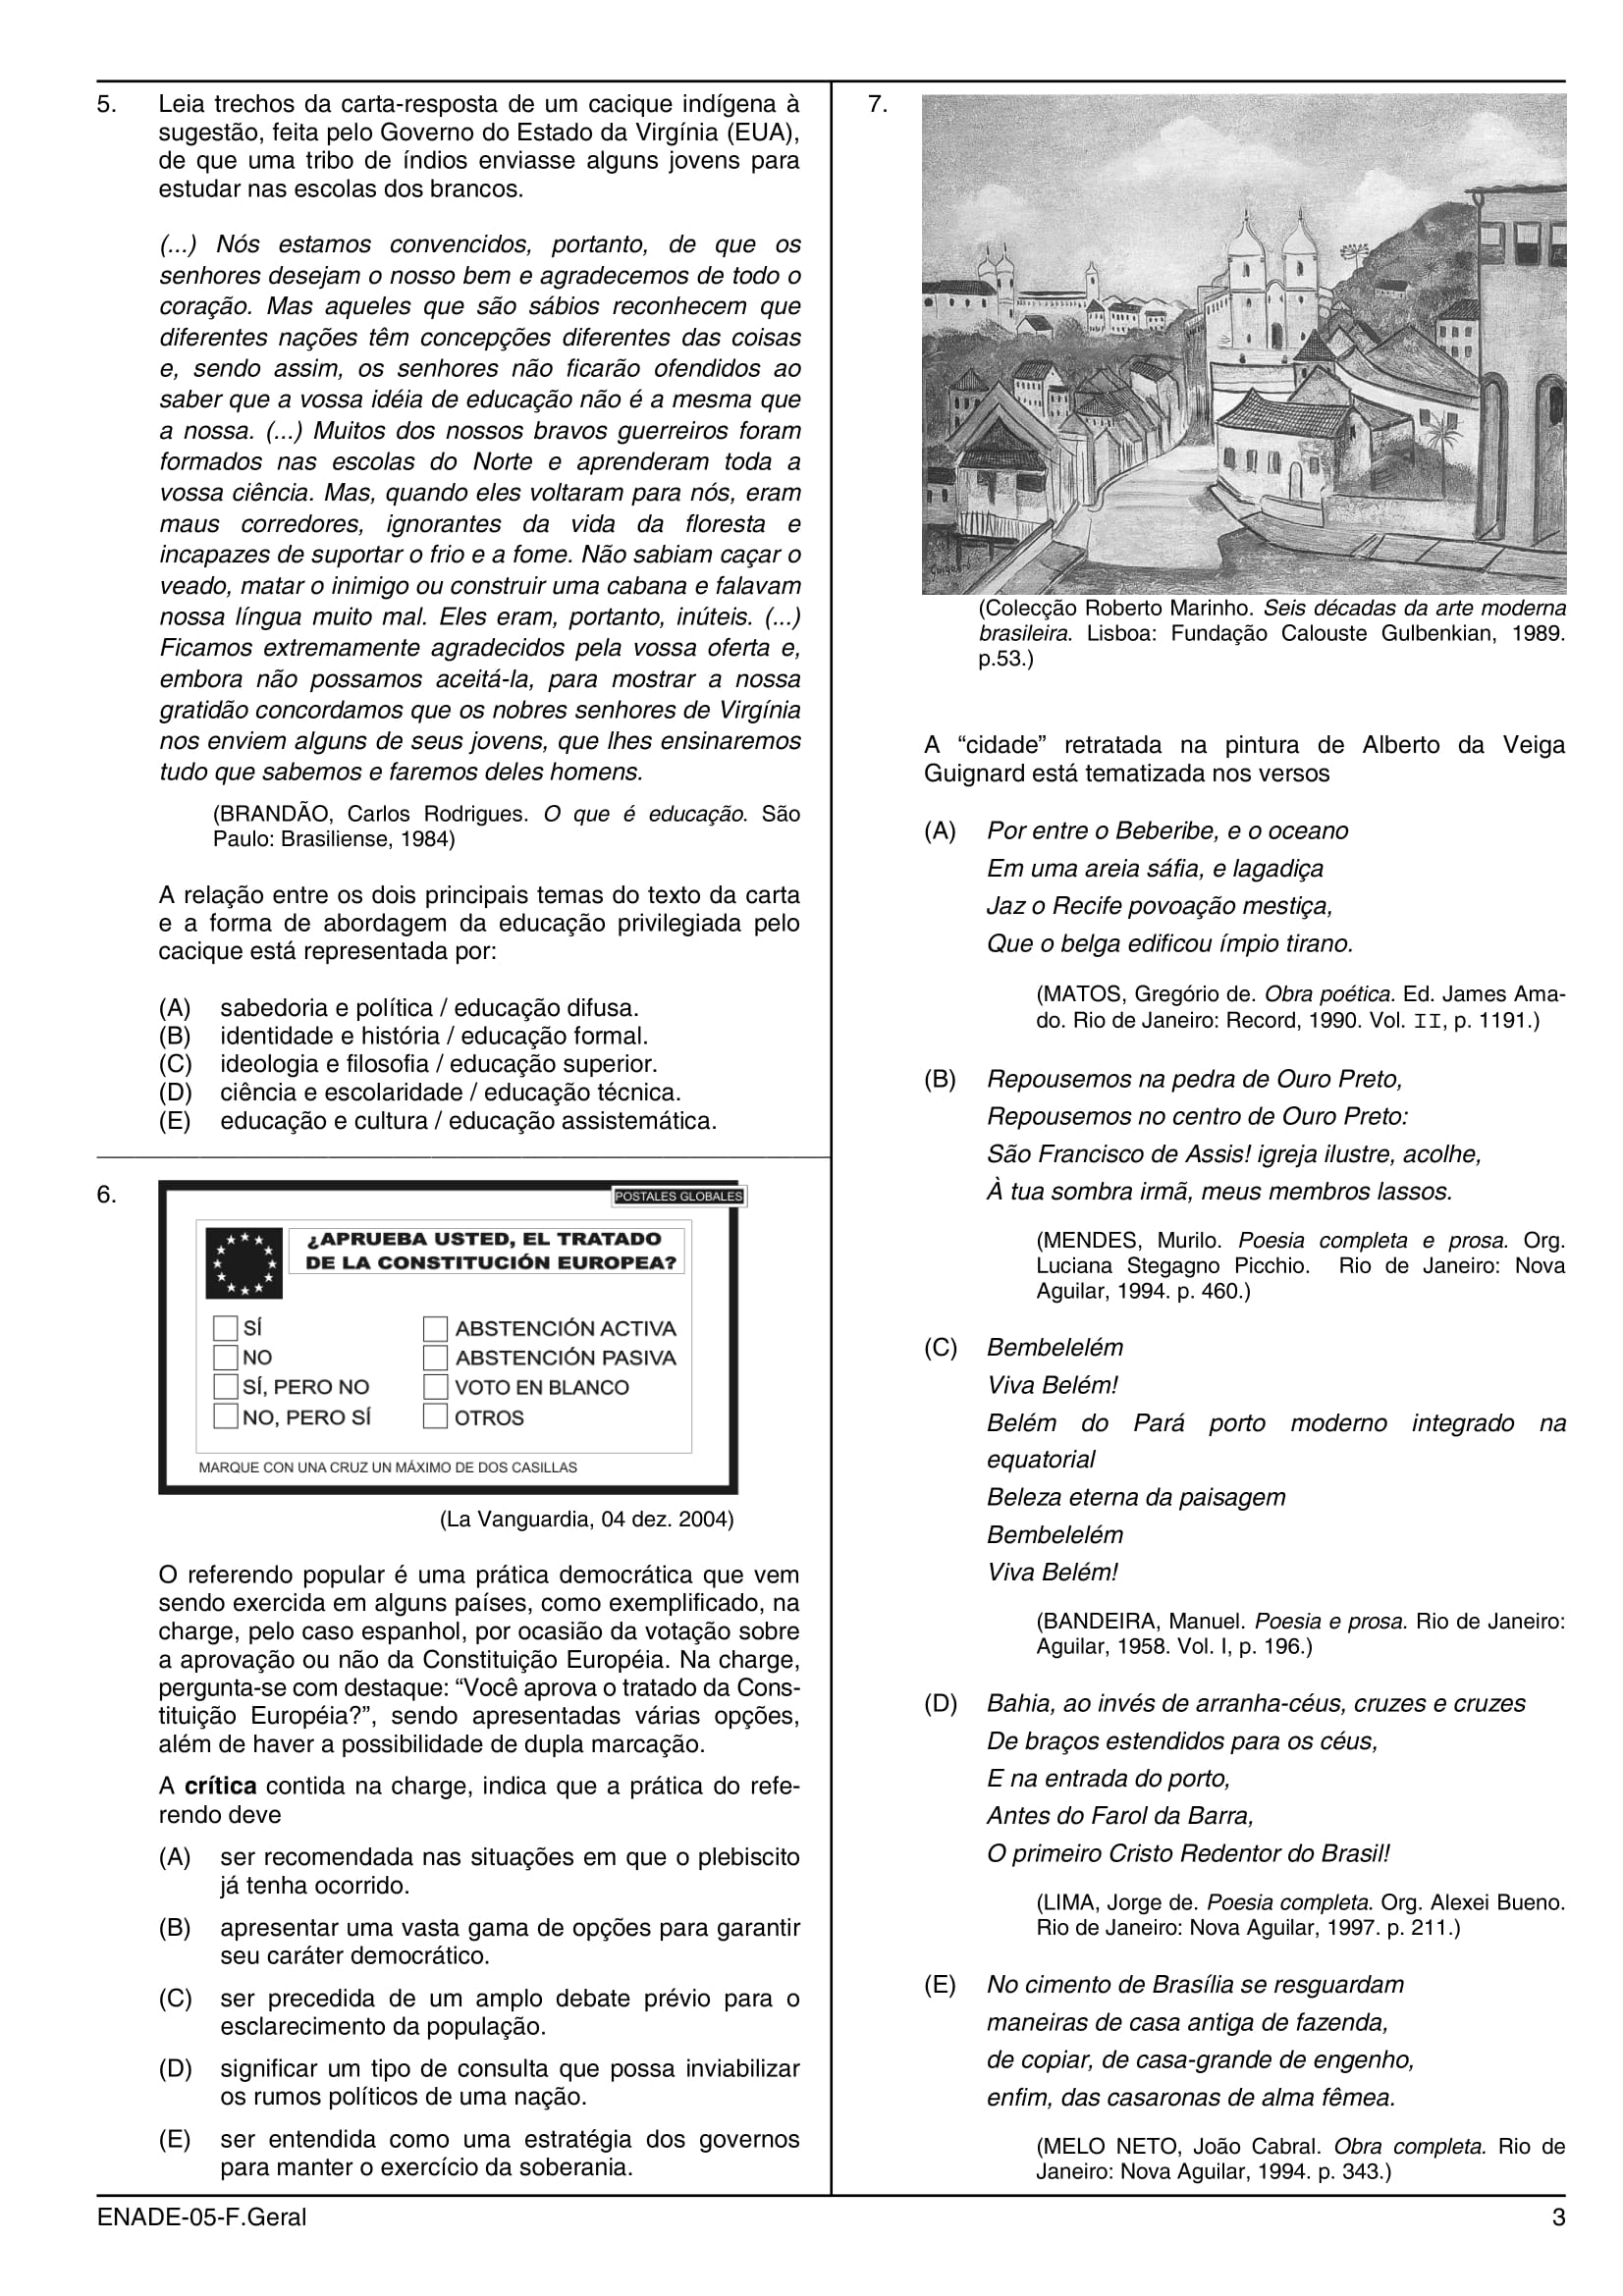 5. Leia trechos da carta-resposta de um cacique indígena à
sugestão, feita pelo Governo do Estado da Virgínia (EUA),
de que uma tribo de índios enviasse alguns jovens para
estudar nas escolas dos brancos.
(...) Nós estamos convencidos, portanto, de que os
senhores desejam o nosso bem e agradecemos de todo o
coração. Mas aqueles que são sábios reconhecem que
diferentes nações têm concepções diferentes das coisas
e, sendo assim, os senhores não ficarão ofendidos ao
saber que a vossa idéia de educação não é a mesma que
a nossa. (...) Muitos dos nossos bravos guerreiros foram
formados nas escolas do Norte e aprenderam toda a
vossa ciência. Mas, quando eles voltaram para nós, eram
maus corredores, ignorantes da vida da floresta e
incapazes de suportar o frio e a fome. Não sabiam caçar o
veado, matar o inimigo ou construir uma cabana e falavam
nossa língua muito mal. Eles eram, portanto, inúteis. (...)
Ficamos extremamente agradecidos pela vossa oferta e,
embora não possamos aceitá-la, para mostrar a nossa
gratidão concordamos que os nobres senhores de Virgínia
nos enviem alguns de seus jovens, que lhes ensinaremos
tudo que sabemos e faremos deles homens.
(BRANDÃO, Carlos Rodrigues. O que é educação. São
Paulo: Brasiliense, 1984)
A relação entre os dois principais temas do texto da carta
e a forma de abordagem da educação privilegiada pelo
cacique está representada por:
(A) sabedoria e política / educação difusa.
(B) identidade e história / educação formal.
(C) ideologia e filosofia / educação superior.
(D) ciência e escolaridade / educação técnica.
(E) educação e cultura / educação assistemática.
6.
POSTALES GLOBALES
¿APRUEBA USTED, EL TRATADO
DE LA CONSTITUCIÓN EUROPEA?
SÍ
NO
SÍ, PERO NO
NO, PERO SÍ
ABSTENCIÓN ACTIVA
ABSTENCIÓN PASIVA
VOTO EN BLANCO
OTROS
MARQUE CON UNA CRUZ UN MÁXIMO DE DOS CASILLAS
(La Vanguardia, 04 dez. 2004)
O referendo popular é uma prática democrática que vem
sendo exercida em alguns países, como exemplificado, na
charge, pelo caso espanhol, por ocasião da votação sobre
a aprovação ou não da Constituição Européia. Na charge,
pergunta-se com destaque: “Você aprova o tratado da Cons-
tituição Européia?”, sendo apresentadas várias opções,
além de haver a possibilidade de dupla marcação.
A crítica contida na charge, indica que a prática do refe-
rendo deve
(A) ser recomendada nas situações em que o plebiscito
já tenha ocorrido.
(B) apresentar uma vasta gama de opções para garantir
seu caráter democrático.
(C) ser precedida de um amplo debate prévio para o
esclarecimento da população.
(D) significar um tipo de consulta que possa inviabilizar
os rumos políticos de uma nação.
(E) ser entendida como uma estratégia dos governos
para manter o exercício da soberania.
7.
Guignard
(Colecção Roberto Marinho. Seis décadas da arte moderna
brasileira. Lisboa: Fundação Calouste Gulbenkian, 1989.
p.53.)
A “cidade” retratada na pintura de Alberto da Veiga
Guignard está tematizada nos versos
(A) Por entre o Beberibe, e o oceano
Em uma areia sáfia, e lagadiça
Jaz o Recife povoação mestiça,
Que o belga edificou ímpio tirano.
(MATOS, Gregório de. Obra poética. Ed. James Ama-
do. Rio de Janeiro: Record, 1990. Vol. II, p. 1191.)
(B) Repousemos na pedra de Ouro Preto,
Repousemos no centro de Ouro Preto:
São Francisco de Assis! igreja ilustre, acolhe,
À tua sombra irmã, meus membros lassos.
(MENDES, Murilo. Poesia completa e prosa. Org.
Luciana Stegagno Picchio. Rio de Janeiro: Nova
Aguilar, 1994. p. 460.)
(C) Bembelelém
Viva Belém!
Belém do Pará porto moderno integrado na
equatorial
Beleza eterna da paisagem
Bembelelém
Viva Belém!
(BANDEIRA, Manuel. Poesia e prosa. Rio de Janeiro:
Aguilar, 1958. Vol. I, p. 196.)
(D) Bahia, ao invés de arranha-céus, cruzes e cruzes
De braços estendidos para os céus,
E na entrada do porto,
Antes do Farol da Barra,
O primeiro Cristo Redentor do Brasil!
(LIMA, Jorge de. Poesia completa. Org. Alexei Bueno.
Rio de Janeiro: Nova Aguilar, 1997. p. 211.)
(E) No cimento de Brasília se resguardam
maneiras de casa antiga de fazenda,
de copiar, de casa-grande de engenho,
enfim, das casaronas de alma fêmea.
(MELO NETO, João Cabral. Obra completa. Rio de
Janeiro: Nova Aguilar, 1994. p. 343.)
ENADE-05-F.Geral
3